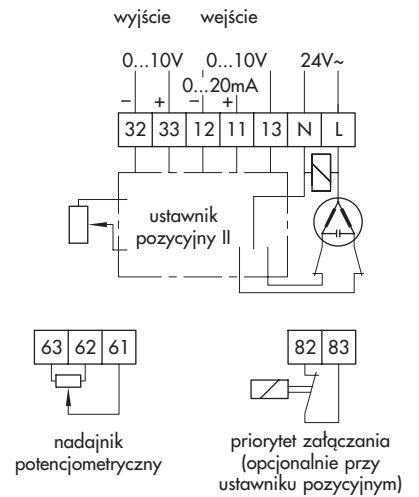 wyjście wejście
0...10V 0...10V 24V~
0...20mA
− + − +
32 33 12 11 13 N L
ustawnik
pozycyjny II
63 62 61
82 83
nadajnik
potencjometryczny
priorytet załączania
(opcjonalnie przy
ustawniku pozycyjnym)